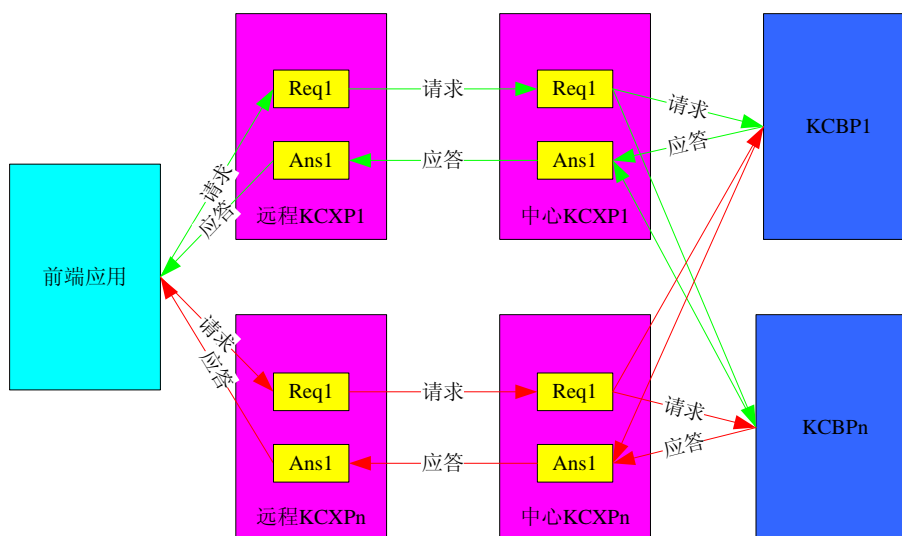 Req1
请求
Req1
请求
KCBP1
Ans1
应答
Ans1
应答
请求
应答
远程KCXP1
中心KCXP1
前端应用
请求
应答
Req1
请求
Req1
请求
KCBPn
Ans1
应答
Ans1
应答
远程KCXPn
中心KCXPn